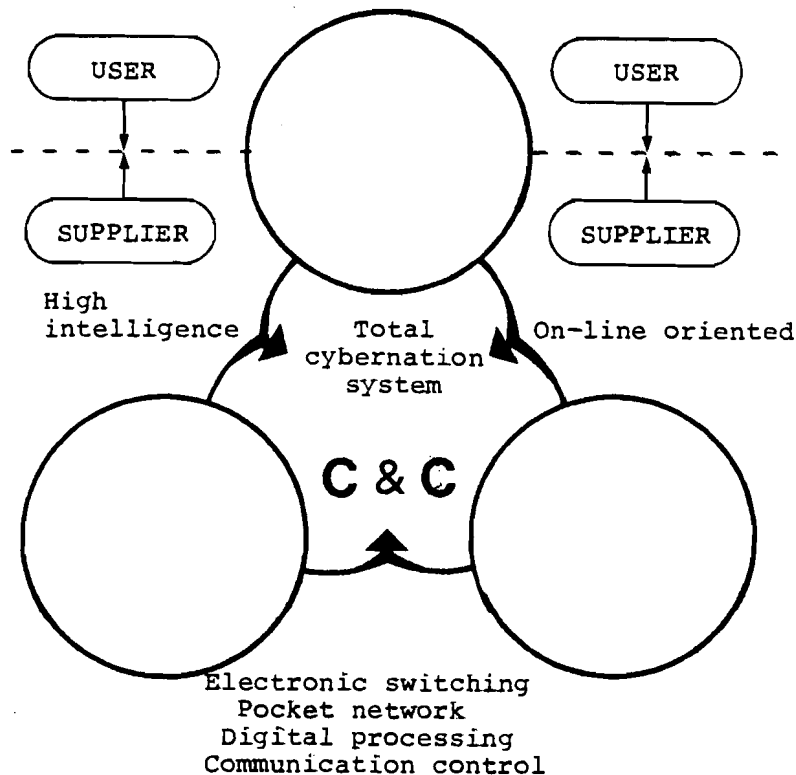 USER
USER
SUPPLIER
SUPPLIER
High
intelligence
Total
cybernation
system
On-line oriented
C & C
Electronic switching
Pocket network
Digital processing
Communication control